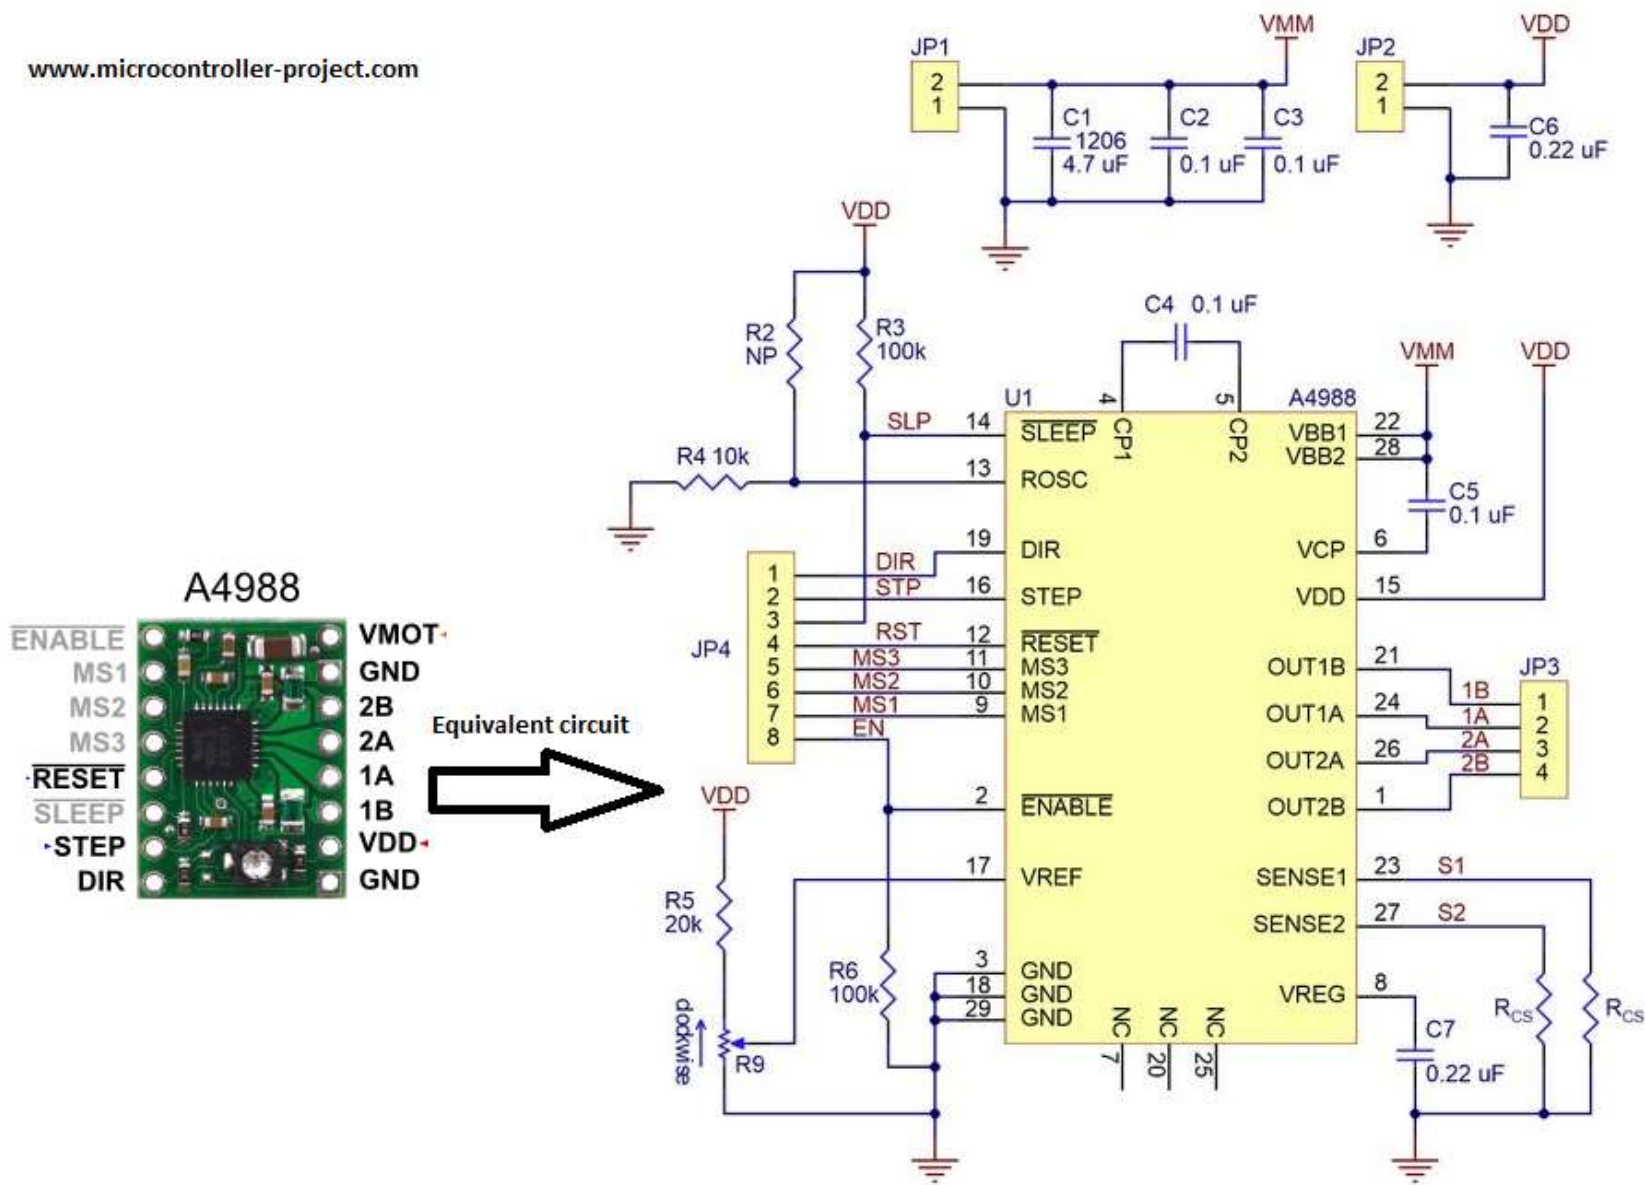 www.microcontroller-project.com
JP1
2
1
VMM
C1
1206
4.7 uF
C2
0.1 uF
C3
0.1 uF
JP2
2
1
VDD
C6
0.22 uF
VDD
R2
NP
R3
100k
R4 10k
C4 0.1 uF
VMM
VDD
U1
A4988
4
CP1
5
CP2
SLP
14
SLEEP
13
ROSC
19
DIR
16
STEP
12
RESET
11
MS3
10
MS2
9
MS1
2
ENABLE
17
VREF
3
GND
18
GND
29
GND
NC
7
NC
20
NC
25
VBB1
22
VBB2
28
C5
0.1 uF
VCP
6
VDD
15
OUT1B
21
OUT1A
24
OUT2A
26
OUT2B
1
SENSE1
23
S1
SENSE2
27
S2
VREG
8
JP3
1B
1
1A
2
2A
3
2B
4
RCS
RCS
C7
0.22 uF
JP4
1
DIR
2
STP
3
4
RST
5
MS3
6
MS2
7
MS1
8
EN
VDD
R5
20k
R6
100k
clockwise
R9
A4988
ENABLE
MS1
MS2
MS3
RESET
SLEEP
STEP
DIR
VMOT
GND
2B
2A
1A
1B
VDD
GND
Equivalent circuit